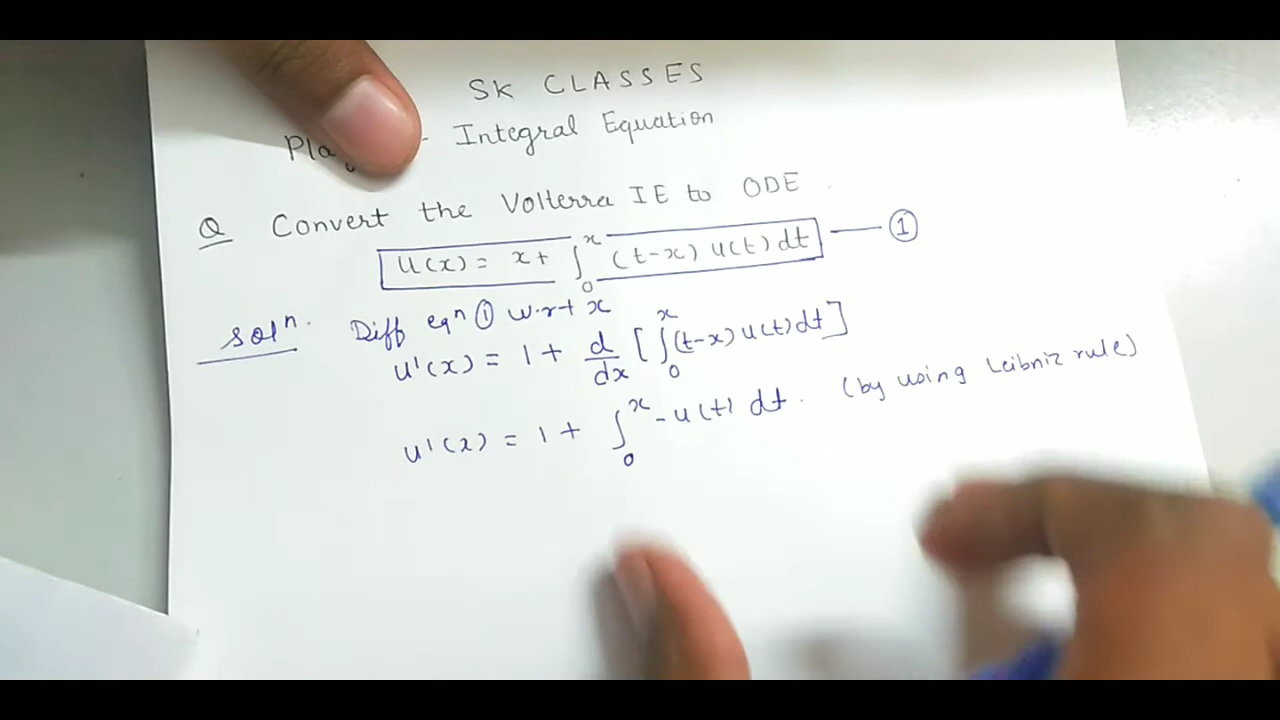 SK CLASSES
- Integral Equation
Q Convert the Volterra IE to ODE
u(x) = x + ∫₀ˣ (t-x) u(t) dt —— ①
Solⁿ. Diff eqⁿ ① w.r.t x
u'(x) = 1 + d/dx [∫₀ˣ (t-x) u(t) dt]
u'(x) = 1 + ∫₀ˣ -u(t) dt. (by using Leibniz rule)